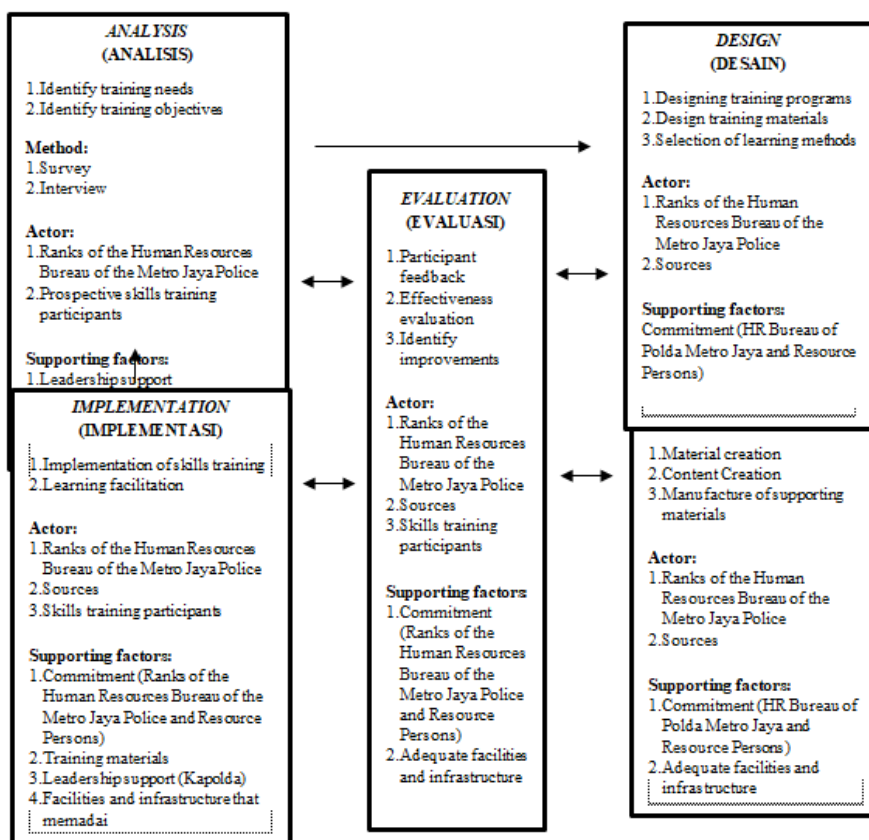 ANALYSIS
(ANALISIS)
1.Identify training needs
2.Identify training objectives
Method:
1.Survey
2.Interview
Actor:
1.Ranks of the Human Resources
Bureau of the Metro Jaya Police
2.Prospective skills training
participants
Supporting factors:
1.Leadership support
IMPLEMENTATION
(IMPLEMENTASI)
1.Implementation of skills training
2.Learning facilitation
Actor:
1.Ranks of the Human Resources
Bureau of the Metro Jaya Police
2.Sources
3.Skills training participants
Supporting factors:
1.Commitment (Ranks of the
Human Resources Bureau of the
Metro Jaya Police and Resource
Persons)
2.Training materials
3.Leadership support (Kapolda)
4.Facilities and infrastructure that
memadai
EVALUATION
(EVALUASI)
1.Participant
feedback
2.Effectiveness
evaluation
3.Identify
improvements
Actor:
1.Ranks of the
Human Resources
Bureau of the
Metro Jaya Police
2.Sources
3.Skills training
participants
Supporting factors:
1.Commitment
(Ranks of the
Human Resources
Bureau of the
Metro Jaya Police
and Resource
Persons)
2.Adequate facilities
and infrastructure
DESIGN
(DESAIN)
1.Designing training programs
2.Design training materials
3.Selection of learning methods
Actor:
1.Ranks of the Human
Resources Bureau of the
Metro Jaya Police
2.Sources
Supporting factors:
Commitment (HR Bureau of
Polda Metro Jaya and Resource
Persons)
1.Material creation
2.Content Creation
3.Manufacture of supporting
materials
Actor:
1.Ranks of the Human
Resources Bureau of the
Metro Jaya Police
2.Sources
Supporting factors:
1.Commitment (HR Bureau of
Polda Metro Jaya and
Resource Persons)
2.Adequate facilities and
infrastructure